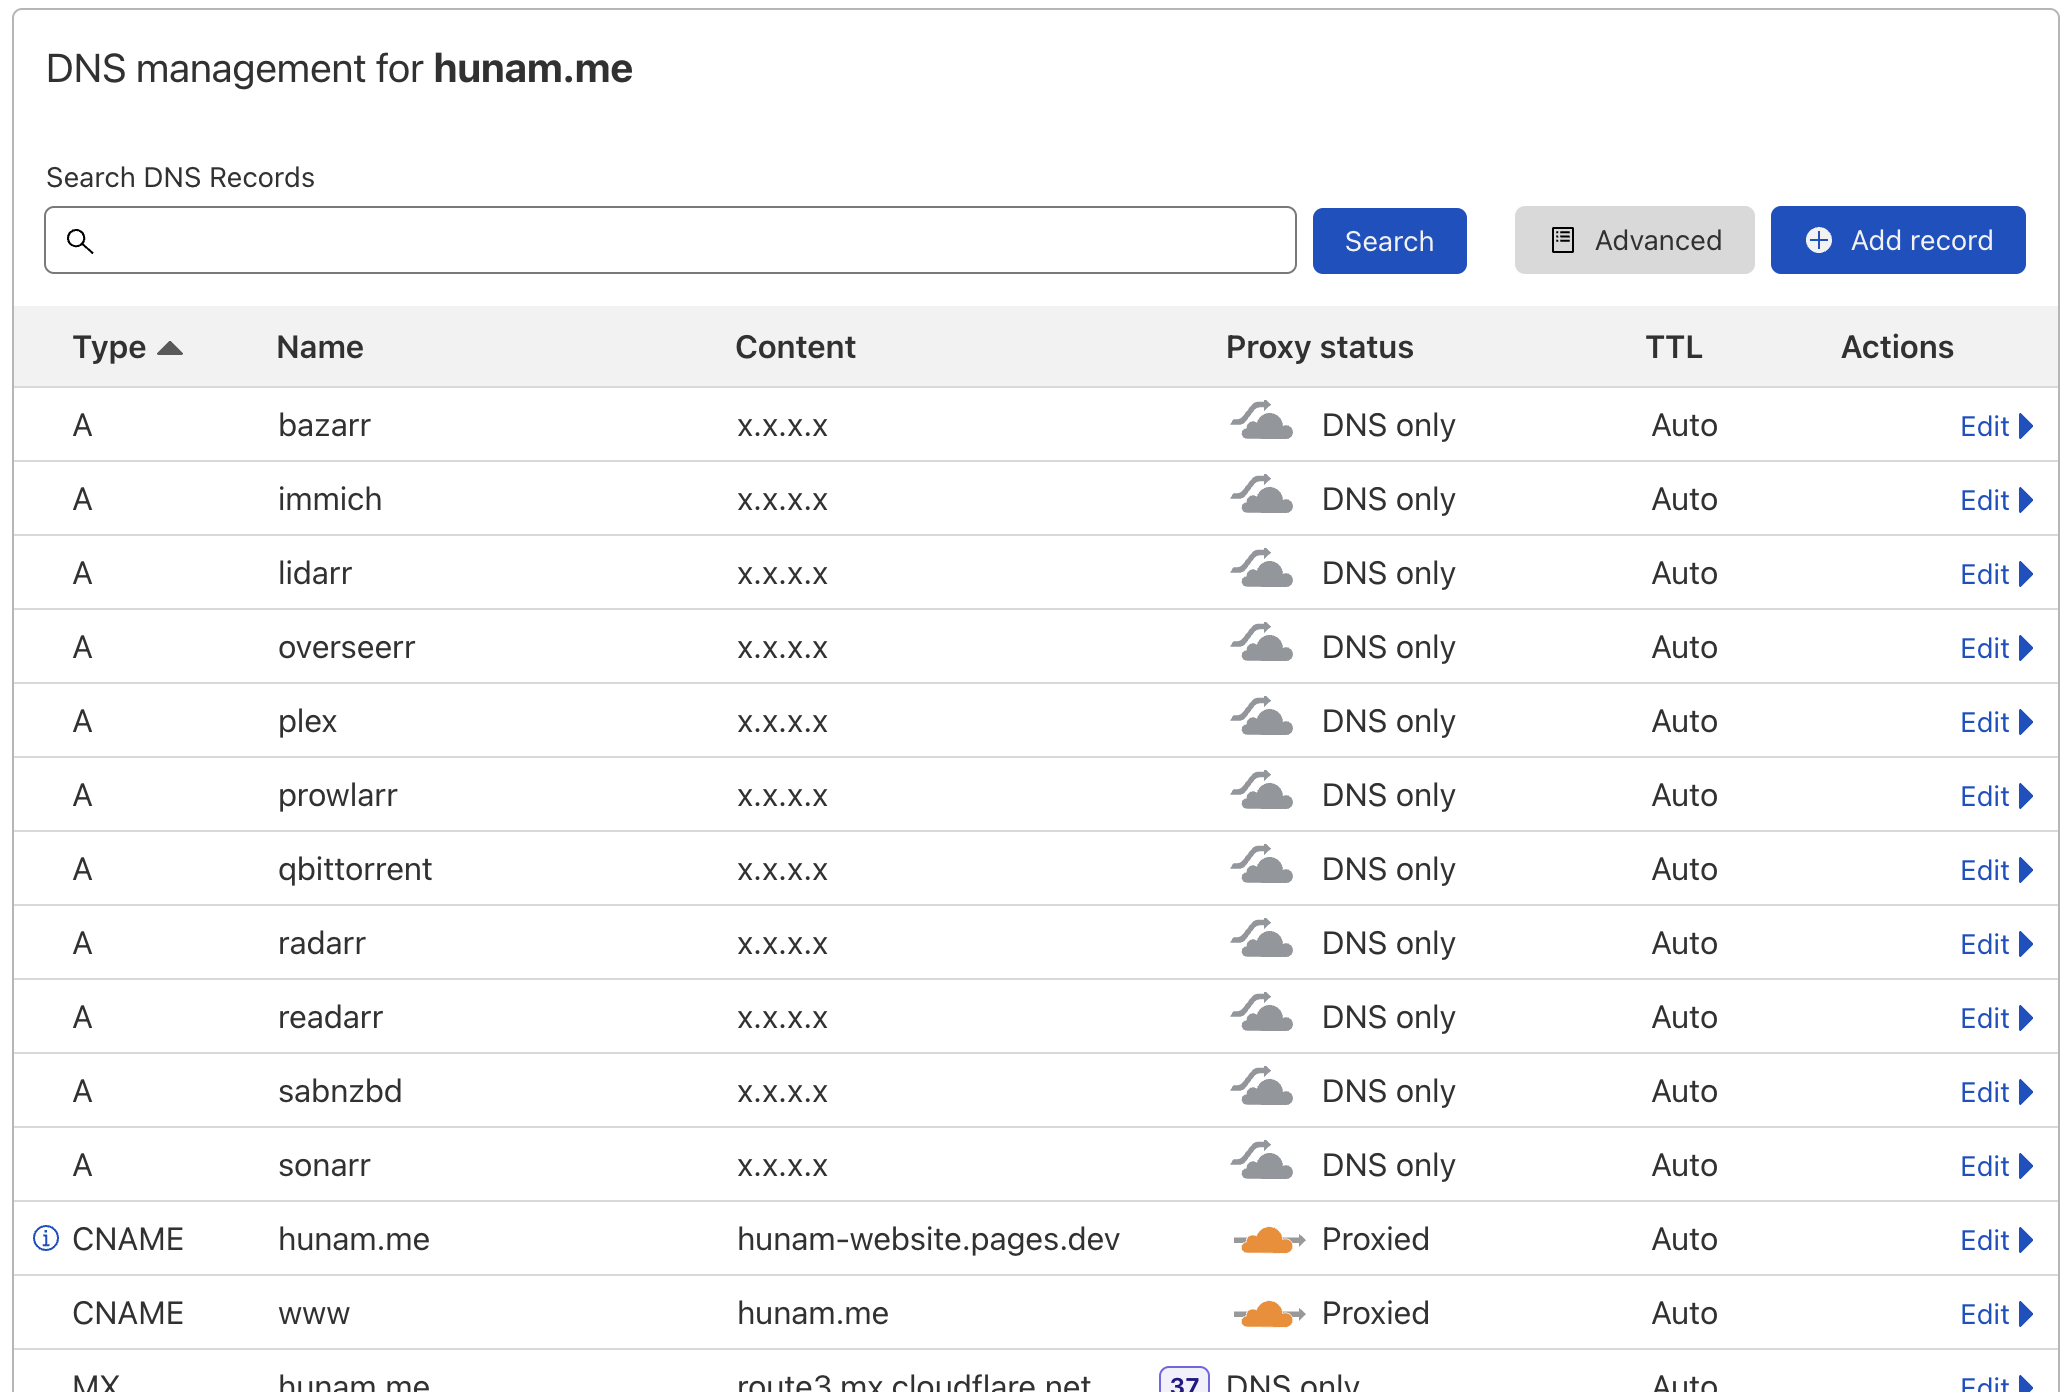 DNS management for hunam.me
Search DNS Records
Search Advanced Add record
Type Name Content Proxy status TTL Actions
A bazarr x.x.x.x DNS only Auto Edit
A immich x.x.x.x DNS only Auto Edit
A lidarr x.x.x.x DNS only Auto Edit
A overseerr x.x.x.x DNS only Auto Edit
A plex x.x.x.x DNS only Auto Edit
A prowlarr x.x.x.x DNS only Auto Edit
A qbittorrent x.x.x.x DNS only Auto Edit
A radarr x.x.x.x DNS only Auto Edit
A readarr x.x.x.x DNS only Auto Edit
A sabnzbd x.x.x.x DNS only Auto Edit
A sonarr x.x.x.x DNS only Auto Edit
CNAME hunam.me hunam-website.pages.dev Proxied Auto Edit
CNAME www hunam.me Proxied Auto Edit
MX hunam.me route3.mx.cloudflare.net 37 DNS only Auto Edit